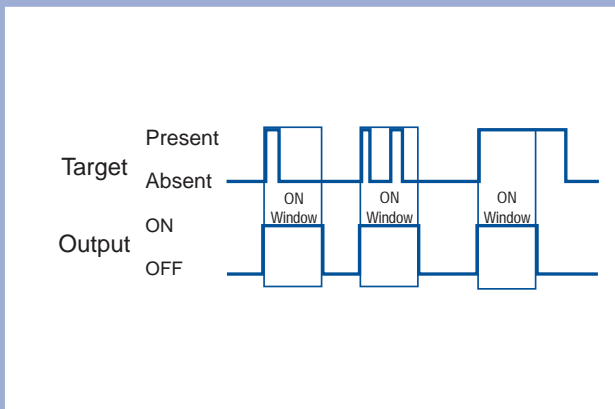 Present
Target
Absent
ON
Window
ON
Window
ON
Window
ON
Output
OFF